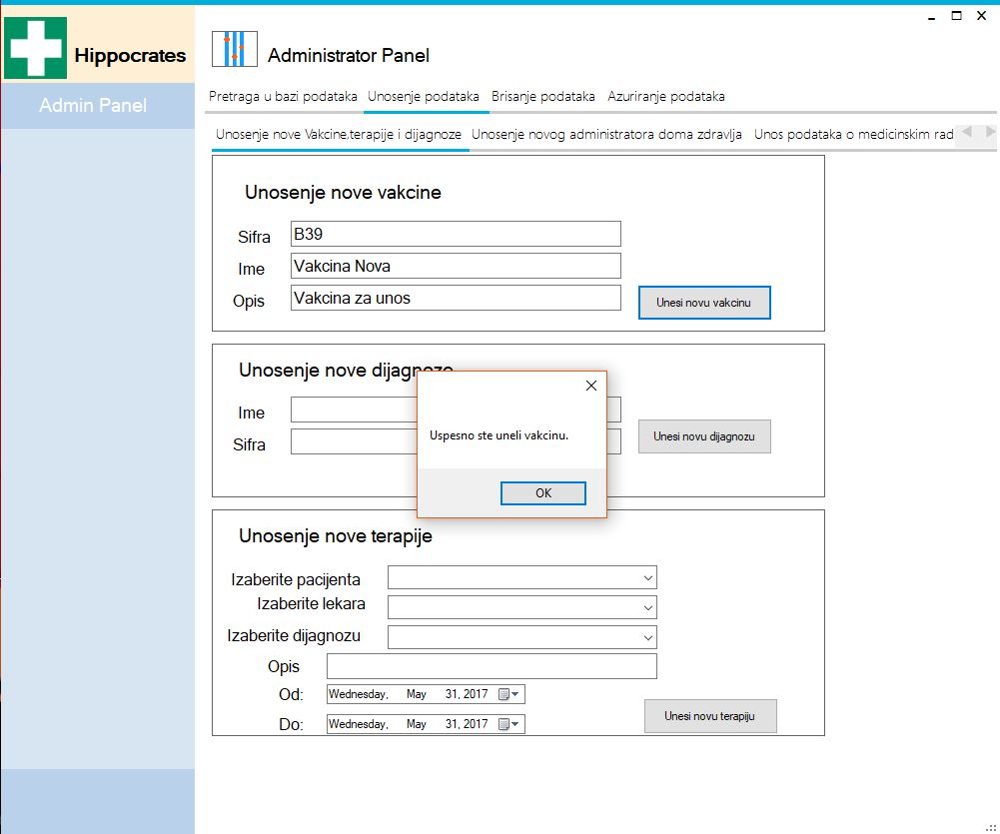 Hippocrates
Administrator Panel
Admin Panel
Pretraga u bazi podataka Unosenje podataka Brisanje podataka Azuriranje podataka
Unosenje nove Vakcine,terapije i dijagnoze Unosenje novog administratora doma zdravlja Unos podataka o medicinskim rad
Unosenje nove vakcine
Sifra B39
Ime Vakcina Nova
Opis Vakcina za unos
Unesi novu vakcinu
Unosenje nove dijagnoze
Ime
Sifra
Unesi novu dijagnozu
Uspesno ste uneli vakcinu.
OK
Unosenje nove terapije
Izaberite pacijenta
Izaberite lekara
Izaberite dijagnozu
Opis
Od: Wednesday, May 31, 2017
Do: Wednesday, May 31, 2017
Unesi novu terapiju